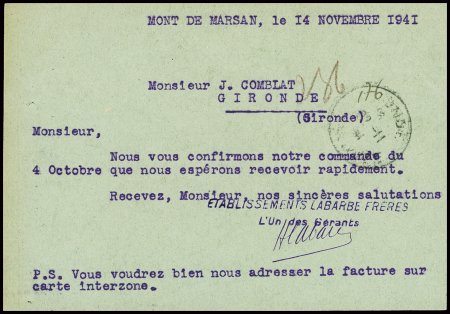 MONT DE MARSAN, le 14 NOVEMBRE 1941
Monsieur J. COMBLAT
GIRONDE
(Gironde)
Monsieur,
Nous vous confirmons notre commande du
4 Octobre que nous espérons recevoir rapidement.
Recevez, Monsieur, nos sincères salutations
ETABLISSEMENTS LABARBE FRÈRES
L'Un des Gérants
P.S. Vous voudrez bien nous adresser la facture sur
carte interzone.